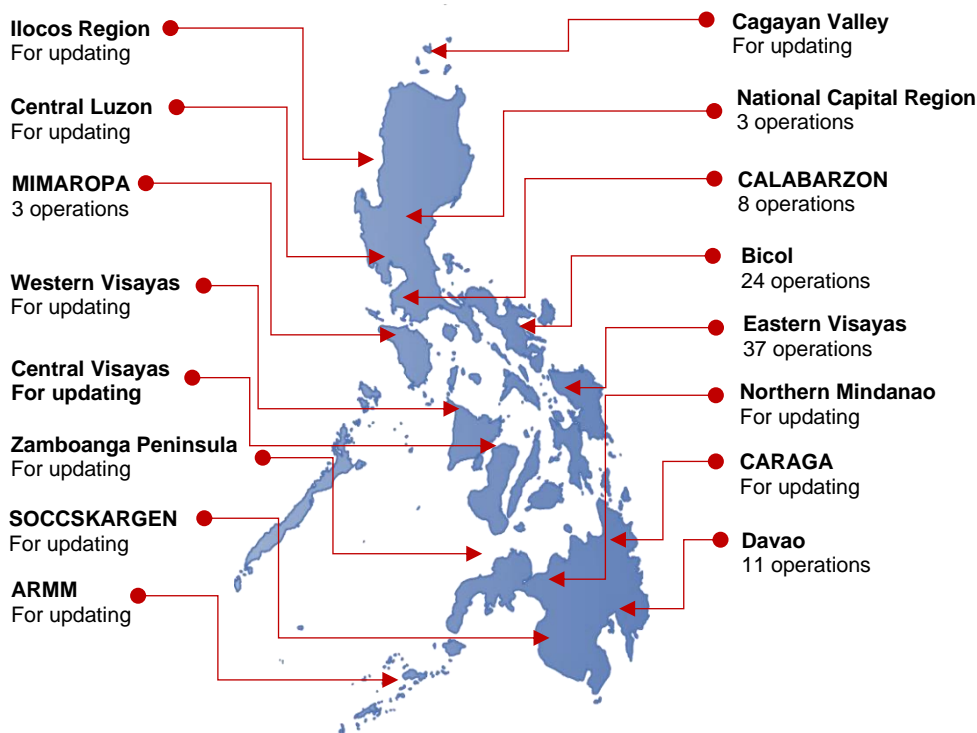 Ilocos Region
For updating
Central Luzon
For updating
MIMAROPA
3 operations
Western Visayas
For updating
Central Visayas
For updating
Zamboanga Peninsula
For updating
SOCCSKARGEN
For updating
ARMM
For updating
Cagayan Valley
For updating
National Capital Region
3 operations
CALABARZON
8 operations
Bicol
24 operations
Eastern Visayas
37 operations
Northern Mindanao
For updating
CARAGA
For updating
Davao
11 operations